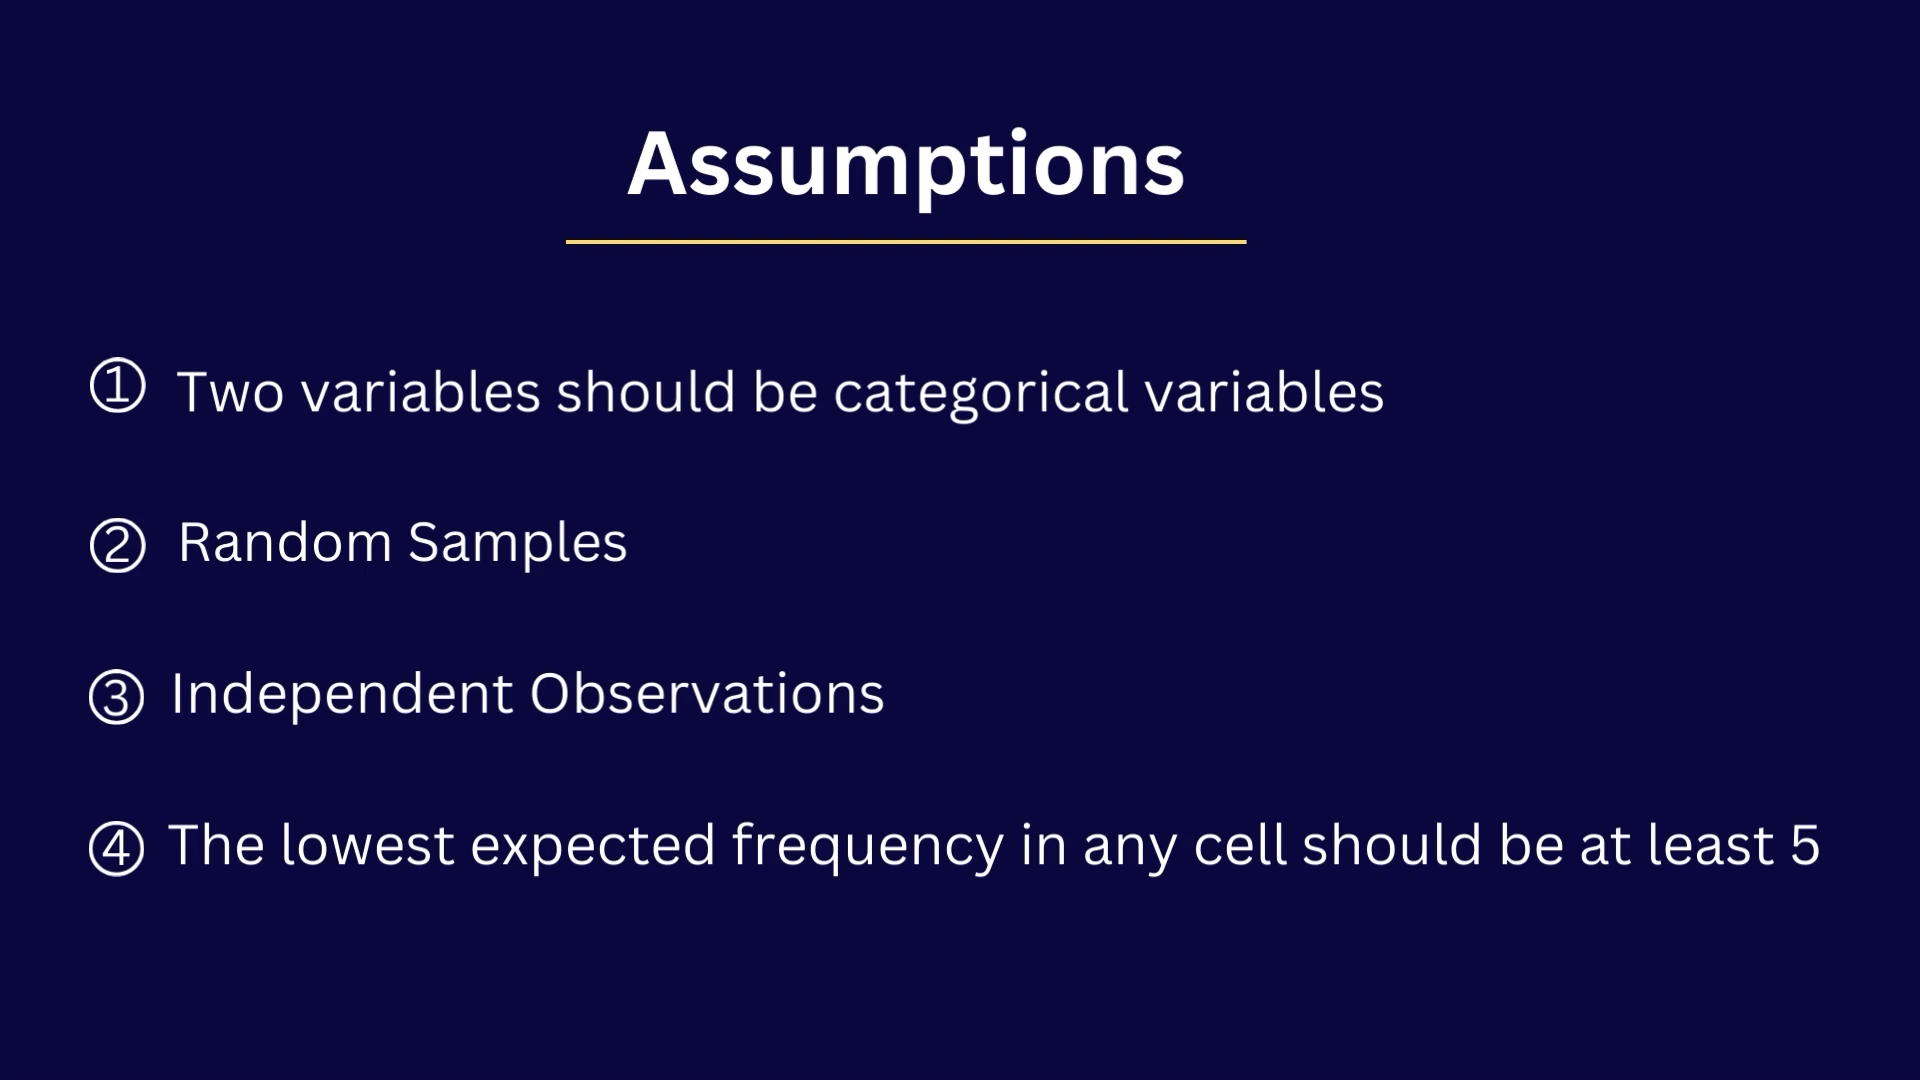 Assumptions
① Two variables should be categorical variables
② Random Samples
③ Independent Observations
④ The lowest expected frequency in any cell should be at least 5